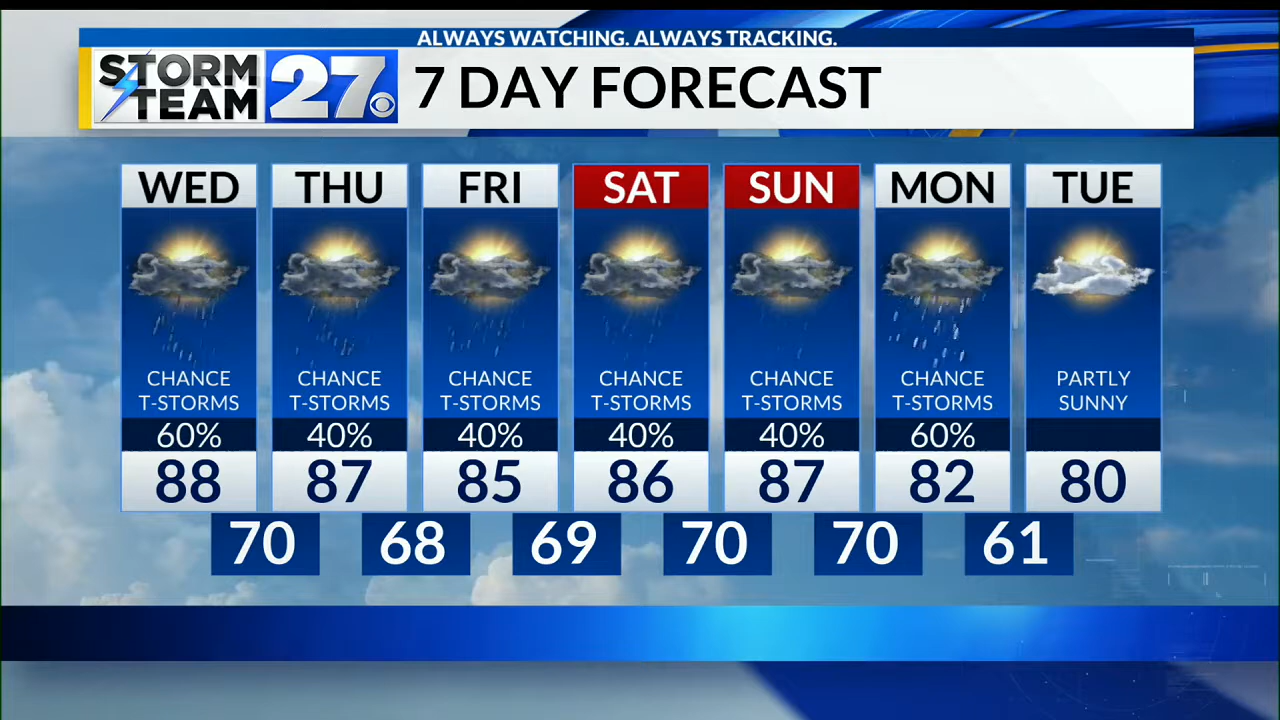 ALWAYS WATCHING. ALWAYS TRACKING.
STORM TEAM 27 7 DAY FORECAST
WED THU FRI SAT SUN MON TUE
CHANCE CHANCE CHANCE CHANCE CHANCE CHANCE PARTLY
T-STORMS T-STORMS T-STORMS T-STORMS T-STORMS T-STORMS SUNNY
60% 40% 40% 40% 40% 60%
88 87 85 86 87 82 80
70 68 69 70 70 61